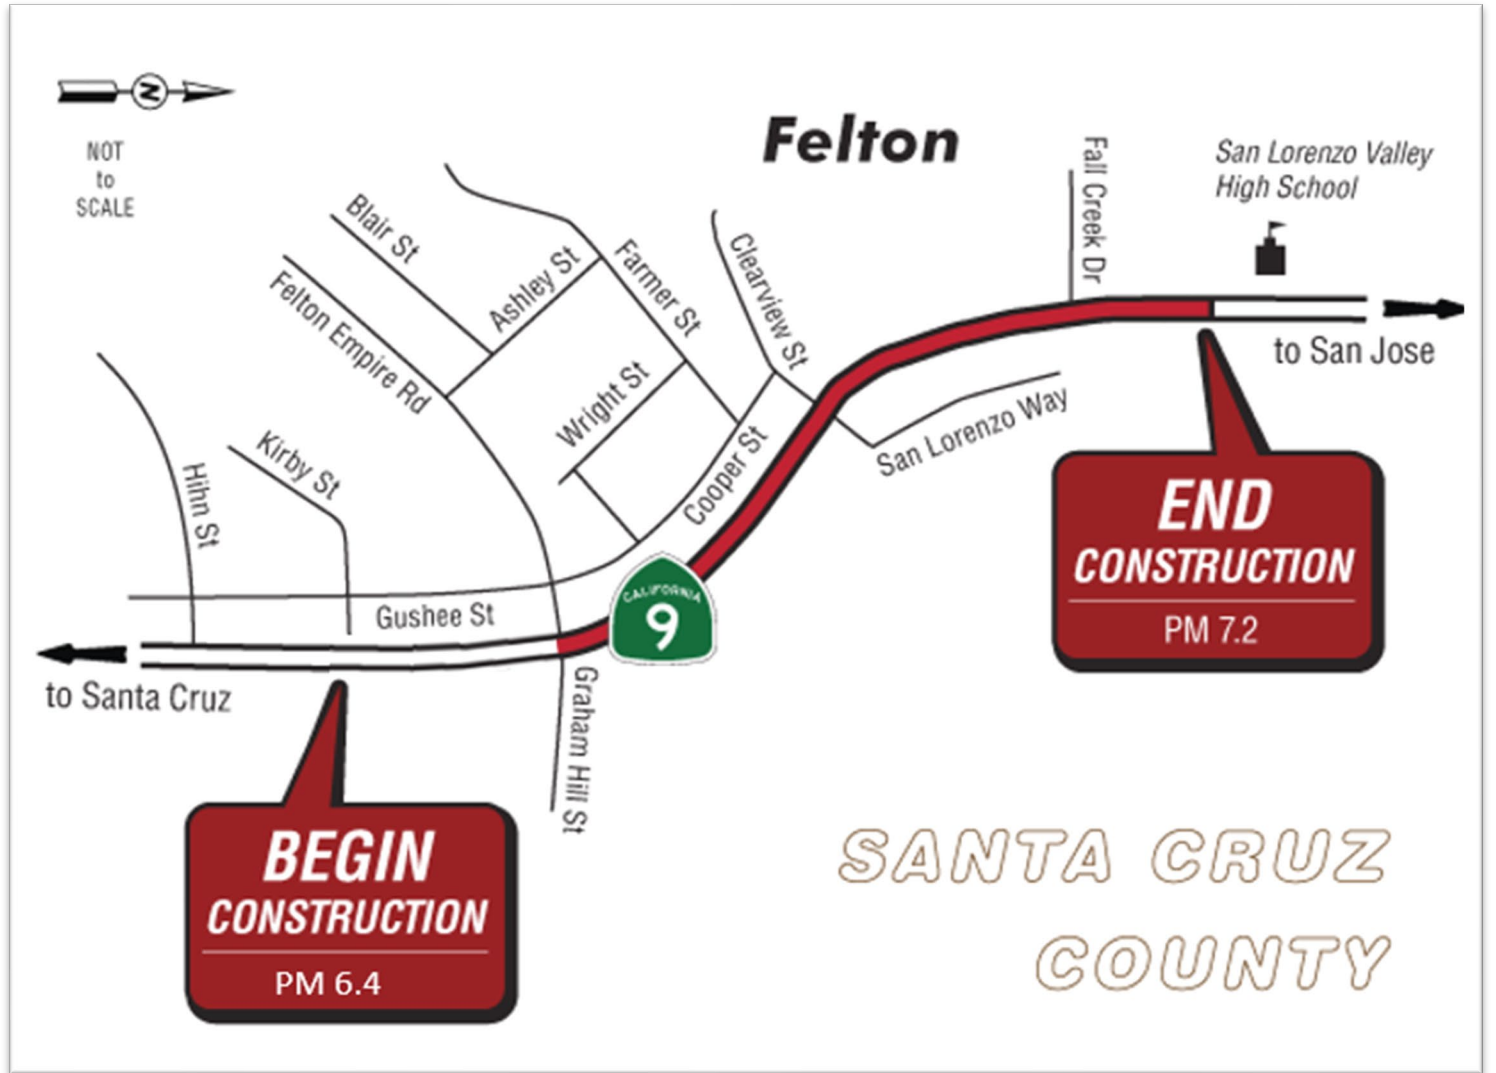 N
NOT
to
SCALE
Felton
San Lorenzo Valley
High School
Fall Creek Dr
Blair St
Ashley St
Farmer St
Clearview St
Felton Empire Rd
Wright St
to San Jose
San Lorenzo Way
Kirby St
Hihn St
Cooper St
END
CONSTRUCTION
PM 7.2
CALIFORNIA
9
Gushee St
to Santa Cruz
Graham Hill St
BEGIN
CONSTRUCTION
PM 6.4
SANTA CRUZ
COUNTY